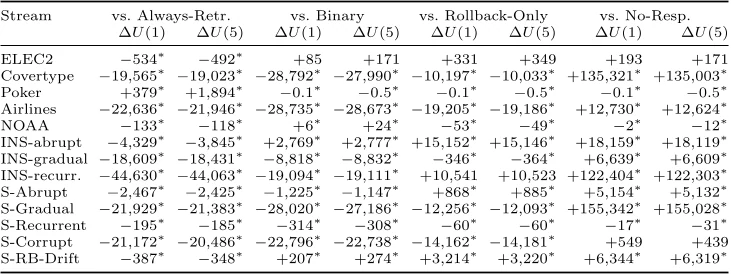 Stream vs. Always-Retr. vs. Binary vs. Rollback-Only vs. No-Resp.
ΔU(1) ΔU(5) ΔU(1) ΔU(5) ΔU(1) ΔU(5) ΔU(1) ΔU(5)
ELEC2 −534* −492* +85 +171 +331 +349 +193 +171
Covertype −19,565* −19,023* −28,792* −27,990* −10,197* −10,033* +135,321* +135,003*
Poker +379* +1,894* −0.1* −0.5* −0.1* −0.5* −0.1* −0.5*
Airlines −22,636* −21,946* −28,735* −28,673* −19,205* −19,186* +12,730* +12,624*
NOAA −133* −118* +6* +24* −53* −49* −2* −12*
INS-abrupt −4,329* −3,845* +2,769* +2,777* +15,152* +15,146* +18,159* +18,119*
INS-gradual −18,609* −18,431* −8,818* −8,832* −346* −364* +6,639* +6,609*
INS-recurr. −44,630* −44,063* −19,094* −19,111* +10,541 +10,523 +122,404* +122,303*
S-Abrupt −2,467* −2,425* −1,225* −1,147* +868* +885* +5,154* +5,132*
S-Gradual −21,929* −21,383* −28,020* −27,186* −12,256* −12,093* +155,342* +155,028*
S-Recurrent −195* −185* −314* −308* −60* −60* −17* −31*
S-Corrupt −21,172* −20,486* −22,796* −22,738* −14,162* −14,181* +549 +439
S-RB-Drift −387* −348* +207* +274* +3,214* +3,220* +6,344* +6,319*